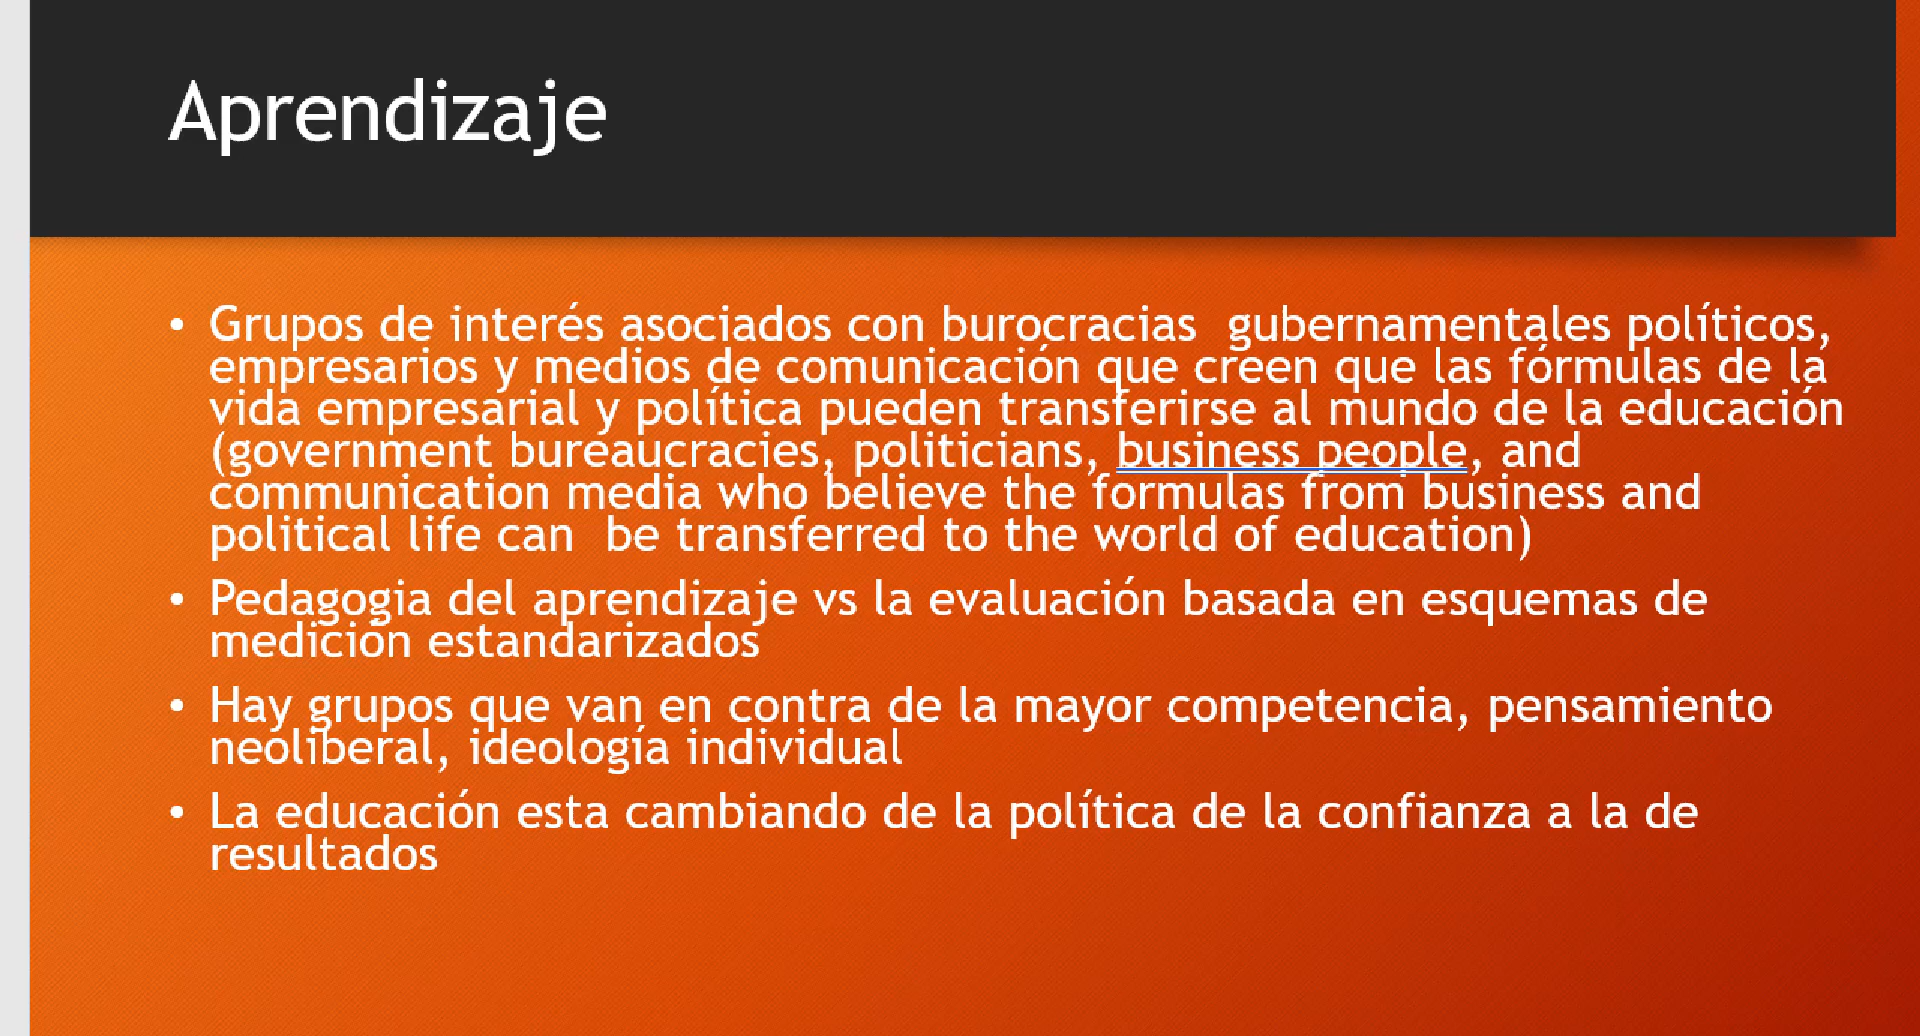 Aprendizaje
• Grupos de interés asociados con burocracias  gubernamentales políticos,
empresarios y medios de comunicación que creen que las fórmulas de la
vida empresarial y política pueden transferirse al mundo de la educación
(government bureaucracies, politicians, business people, and
communication media who believe the formulas from business and
political life can  be transferred to the world of education)
• Pedagogia del aprendizaje vs la evaluación basada en esquemas de
medición estandarizados
• Hay grupos que van en contra de la mayor competencia, pensamiento
neoliberal, ideología individual
• La educación esta cambiando de la política de la confianza a la de
resultados